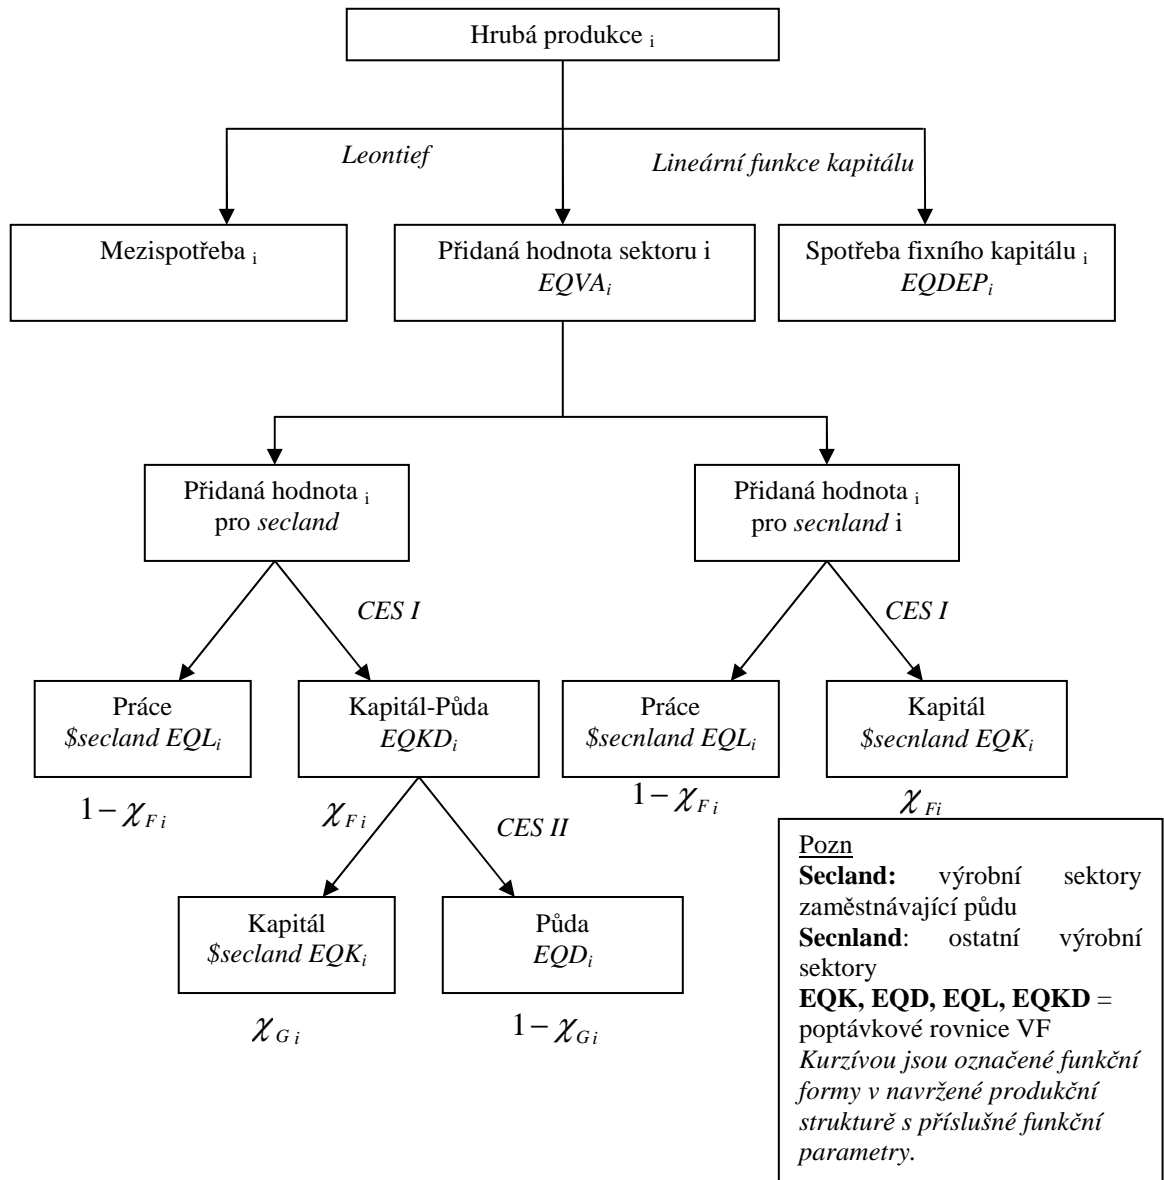 Hrubá produkce i
Leontief
Lineární funkce kapitálu
Mezispotřeba i
Přidaná hodnota sektoru i
EQVAi
Spotřeba fixního kapitálu i
EQDEPi
Přidaná hodnota i
pro secland
Přidaná hodnota i
pro secnland i
CES I
CES I
Práce
$secland EQLi
Kapitál-Půda
EQKDi
Práce
$secnland EQLi
Kapitál
$secnland EQKi
1 − χF i
χF i
1 − χF i
χFi
CES II
Kapitál
$secland EQKi
Půda
EQDi
χG i
1 − χG i
Pozn
Secland: výrobní sektory
zaměstnávající půdu
Secnland: ostatní výrobní
sektory
EQK, EQD, EQL, EQKD =
poptávkové rovnice VF
Kurzívou jsou označené funkční
formy v navržené produkční
strukturě s příslušné funkční
parametry.